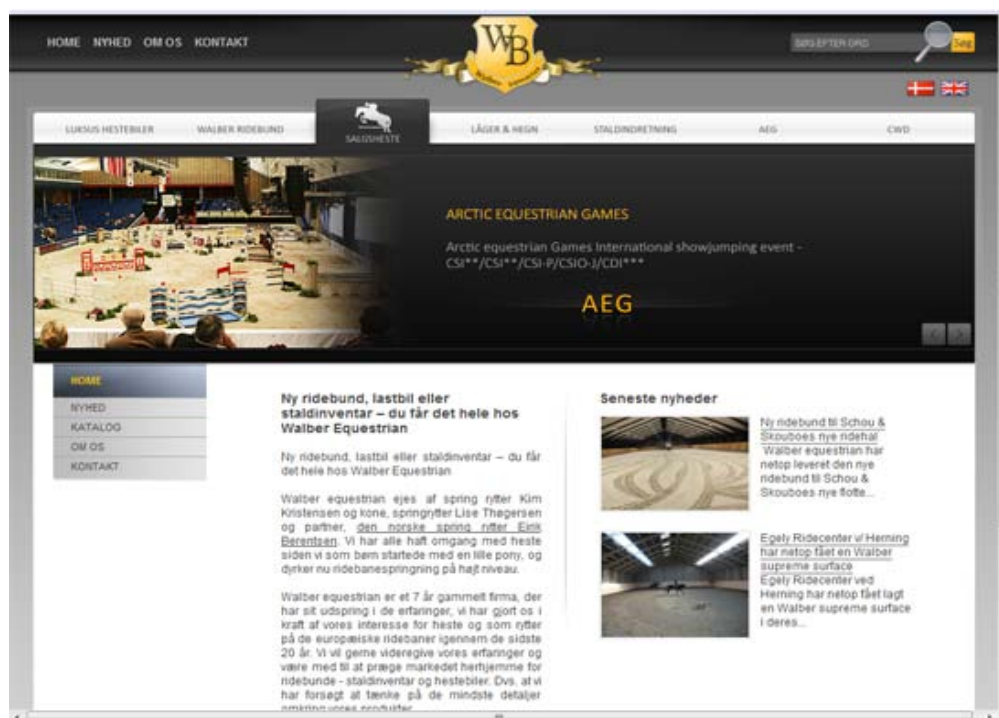 HOME NYHED OM OS KONTAKT
WB
Walber Equestrian
SØG EFTER ORD
Søg
LUKSUS HESTEBILER WALBER RIDEBUND SALGSHESTE LÅGER & HEGN STALDINDRETNING AEG CWD
ARCTIC EQUESTRIAN GAMES
Arctic equestrian Games International showjumping event -
CSI**/CSI**/CSI-P/CSIO-J/CDI***
AEG
HOME
NYHED
KATALOG
OM OS
KONTAKT
Ny ridebund, lastbil eller
staldinventar – du får det hele hos
Walber Equestrian
Ny ridebund, lastbil eller staldinventar – du får
det hele hos Walber Equestrian
Walber equestrian ejes af spring rytter Kim
Kristensen og kone, springrytter Lise Thøgersen
og partner, den norske spring rytter Eirik
Berentsen. Vi har alle haft omgang med heste
siden vi som børn startede med en lille pony, og
dyrker nu ridebanespringning på højt niveau.
Walber equestrian er et 7 år gammelt firma, der
har sit udspring i de erfaringer, vi har gjort os i
kraft af vores interesse for heste og som rytter
på de europæiske ridebaner igennem de sidste
20 år. Vi vil gerne videregive vores erfaringer og
være med til at præge markedet herhjemme for
ridebunde - staldinventar og hestebiler. Dvs. at vi
har forsøgt at tænke på de mindste detaljer
omkring vores produkter
Seneste nyheder
Ny ridebund til Schou &
Skouboes nye ridehal
Walber equestrian har
netop leveret den nye
ridebund til Schou &
Skouboes nye flotte...
Egely Ridecenter v/ Herning
har netop fået en Walber
supreme surface
Egely Ridecenter ved
Herning har netop fået lagt
en Walber supreme surface
i deres...